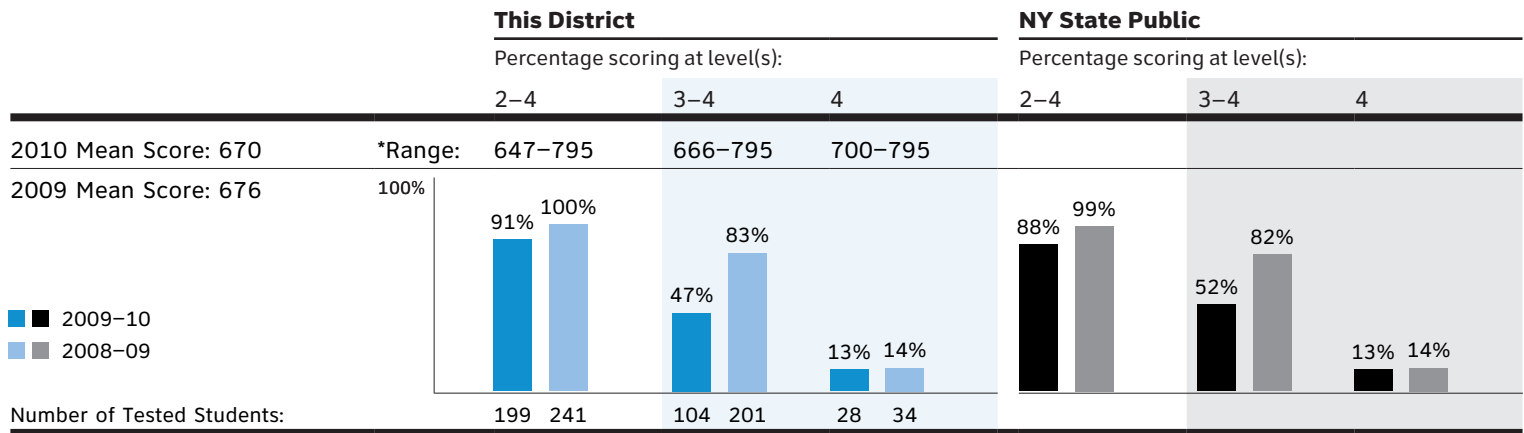 This District NY State Public
Percentage scoring at level(s): Percentage scoring at level(s):
2–4 3–4 4 2–4 3–4 4
2010 Mean Score: 670 *Range: 647–795 666–795 700–795
2009 Mean Score: 676 100%
91% 100% 47% 83% 13% 14% 88% 99% 52% 82% 13% 14%
2009–10
2008–09
Number of Tested Students: 199 241 104 201 28 34